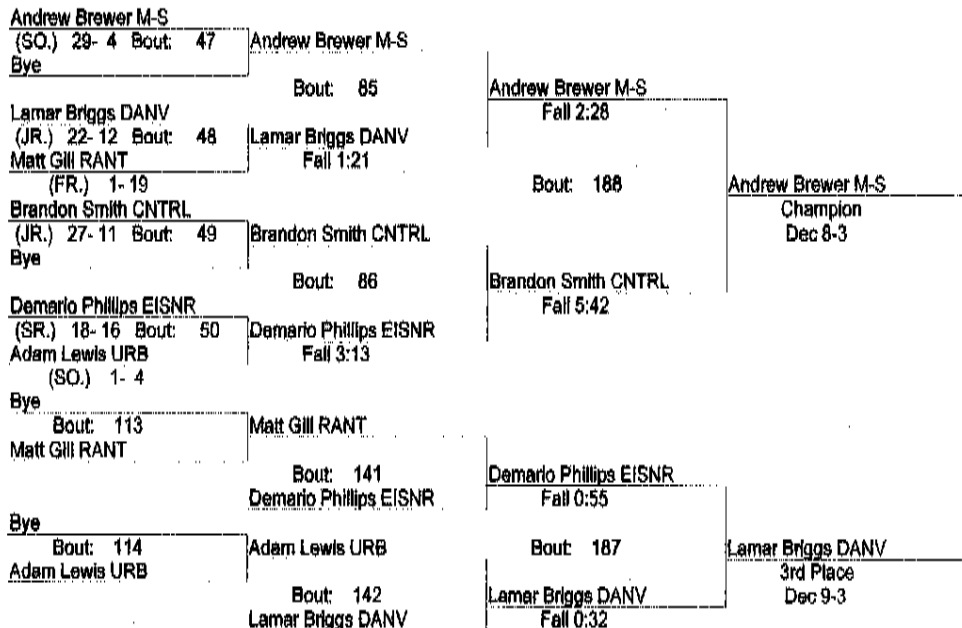 Andrew Brewer M-S
(SO.) 29- 4 Bout: 47
Bye
Andrew Brewer M-S
Bout: 85
Lamar Briggs DANV
(JR.) 22- 12 Bout: 48
Matt Gill RANT
(FR.) 1- 19
Lamar Briggs DANV
Fall 1:21
Andrew Brewer M-S
Fall 2:28
Brandon Smith CNTRL
(JR.) 27- 11 Bout: 49
Bye
Brandon Smith CNTRL
Bout: 86
Demario Phillips EISNR
(SR.) 18- 16 Bout: 50
Adam Lewis URB
(SO.) 1- 4
Demario Phillips EISNR
Fall 3:13
Brandon Smith CNTRL
Fall 5:42
Bout: 188
Andrew Brewer M-S
Champion
Dec 8-3
Bye
Bout: 113
Matt Gill RANT
Matt Gill RANT
Bout: 141
Demario Phillips EISNR
Demario Phillips EISNR
Fall 0:55
Bye
Bout: 114
Adam Lewis URB
Adam Lewis URB
Bout: 142
Lamar Briggs DANV
Bout: 187
Lamar Briggs DANV
Fall 0:32
Lamar Briggs DANV
3rd Place
Dec 9-3